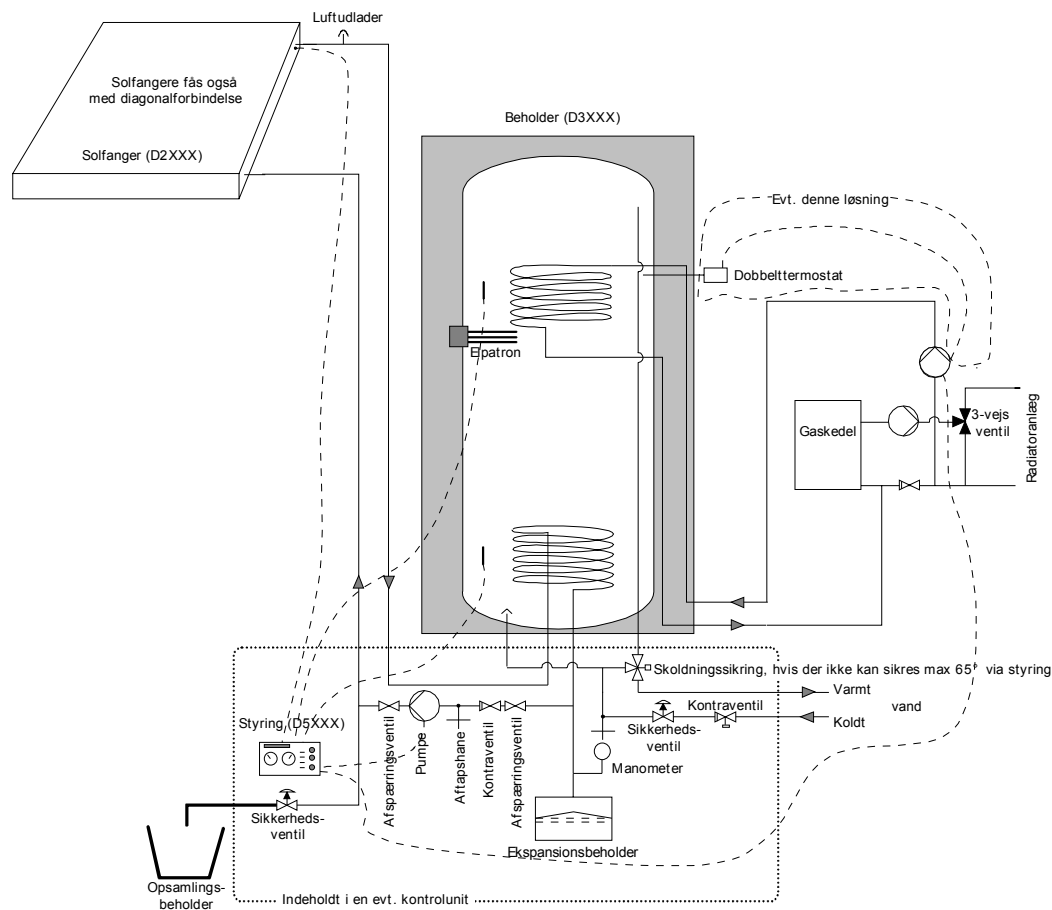 Luftudlader
Solfangere fås også
med diagonalforbindelse
Solfanger (D2XXX)
Beholder (D3XXX)
Evt. denne løsning
Dobbelttermostat
Elpatron
Gaskedel
3-vejs
ventil
Radiatoranlæg
Skoldningssikring, hvis der ikke kan sikres max 65° via styring
Varmt
vand
Koldt
Kontraventil
Sikkerheds-
ventil
Manometer
Styring (D5XXX)
Afspærringsventil
Pumpe
Aftapshane
Kontraventil
Afspærringsventil
Sikkerheds-
ventil
Ekspansionsbeholder
Opsamlings-
beholder
Indeholdt i en evt. kontrolunit